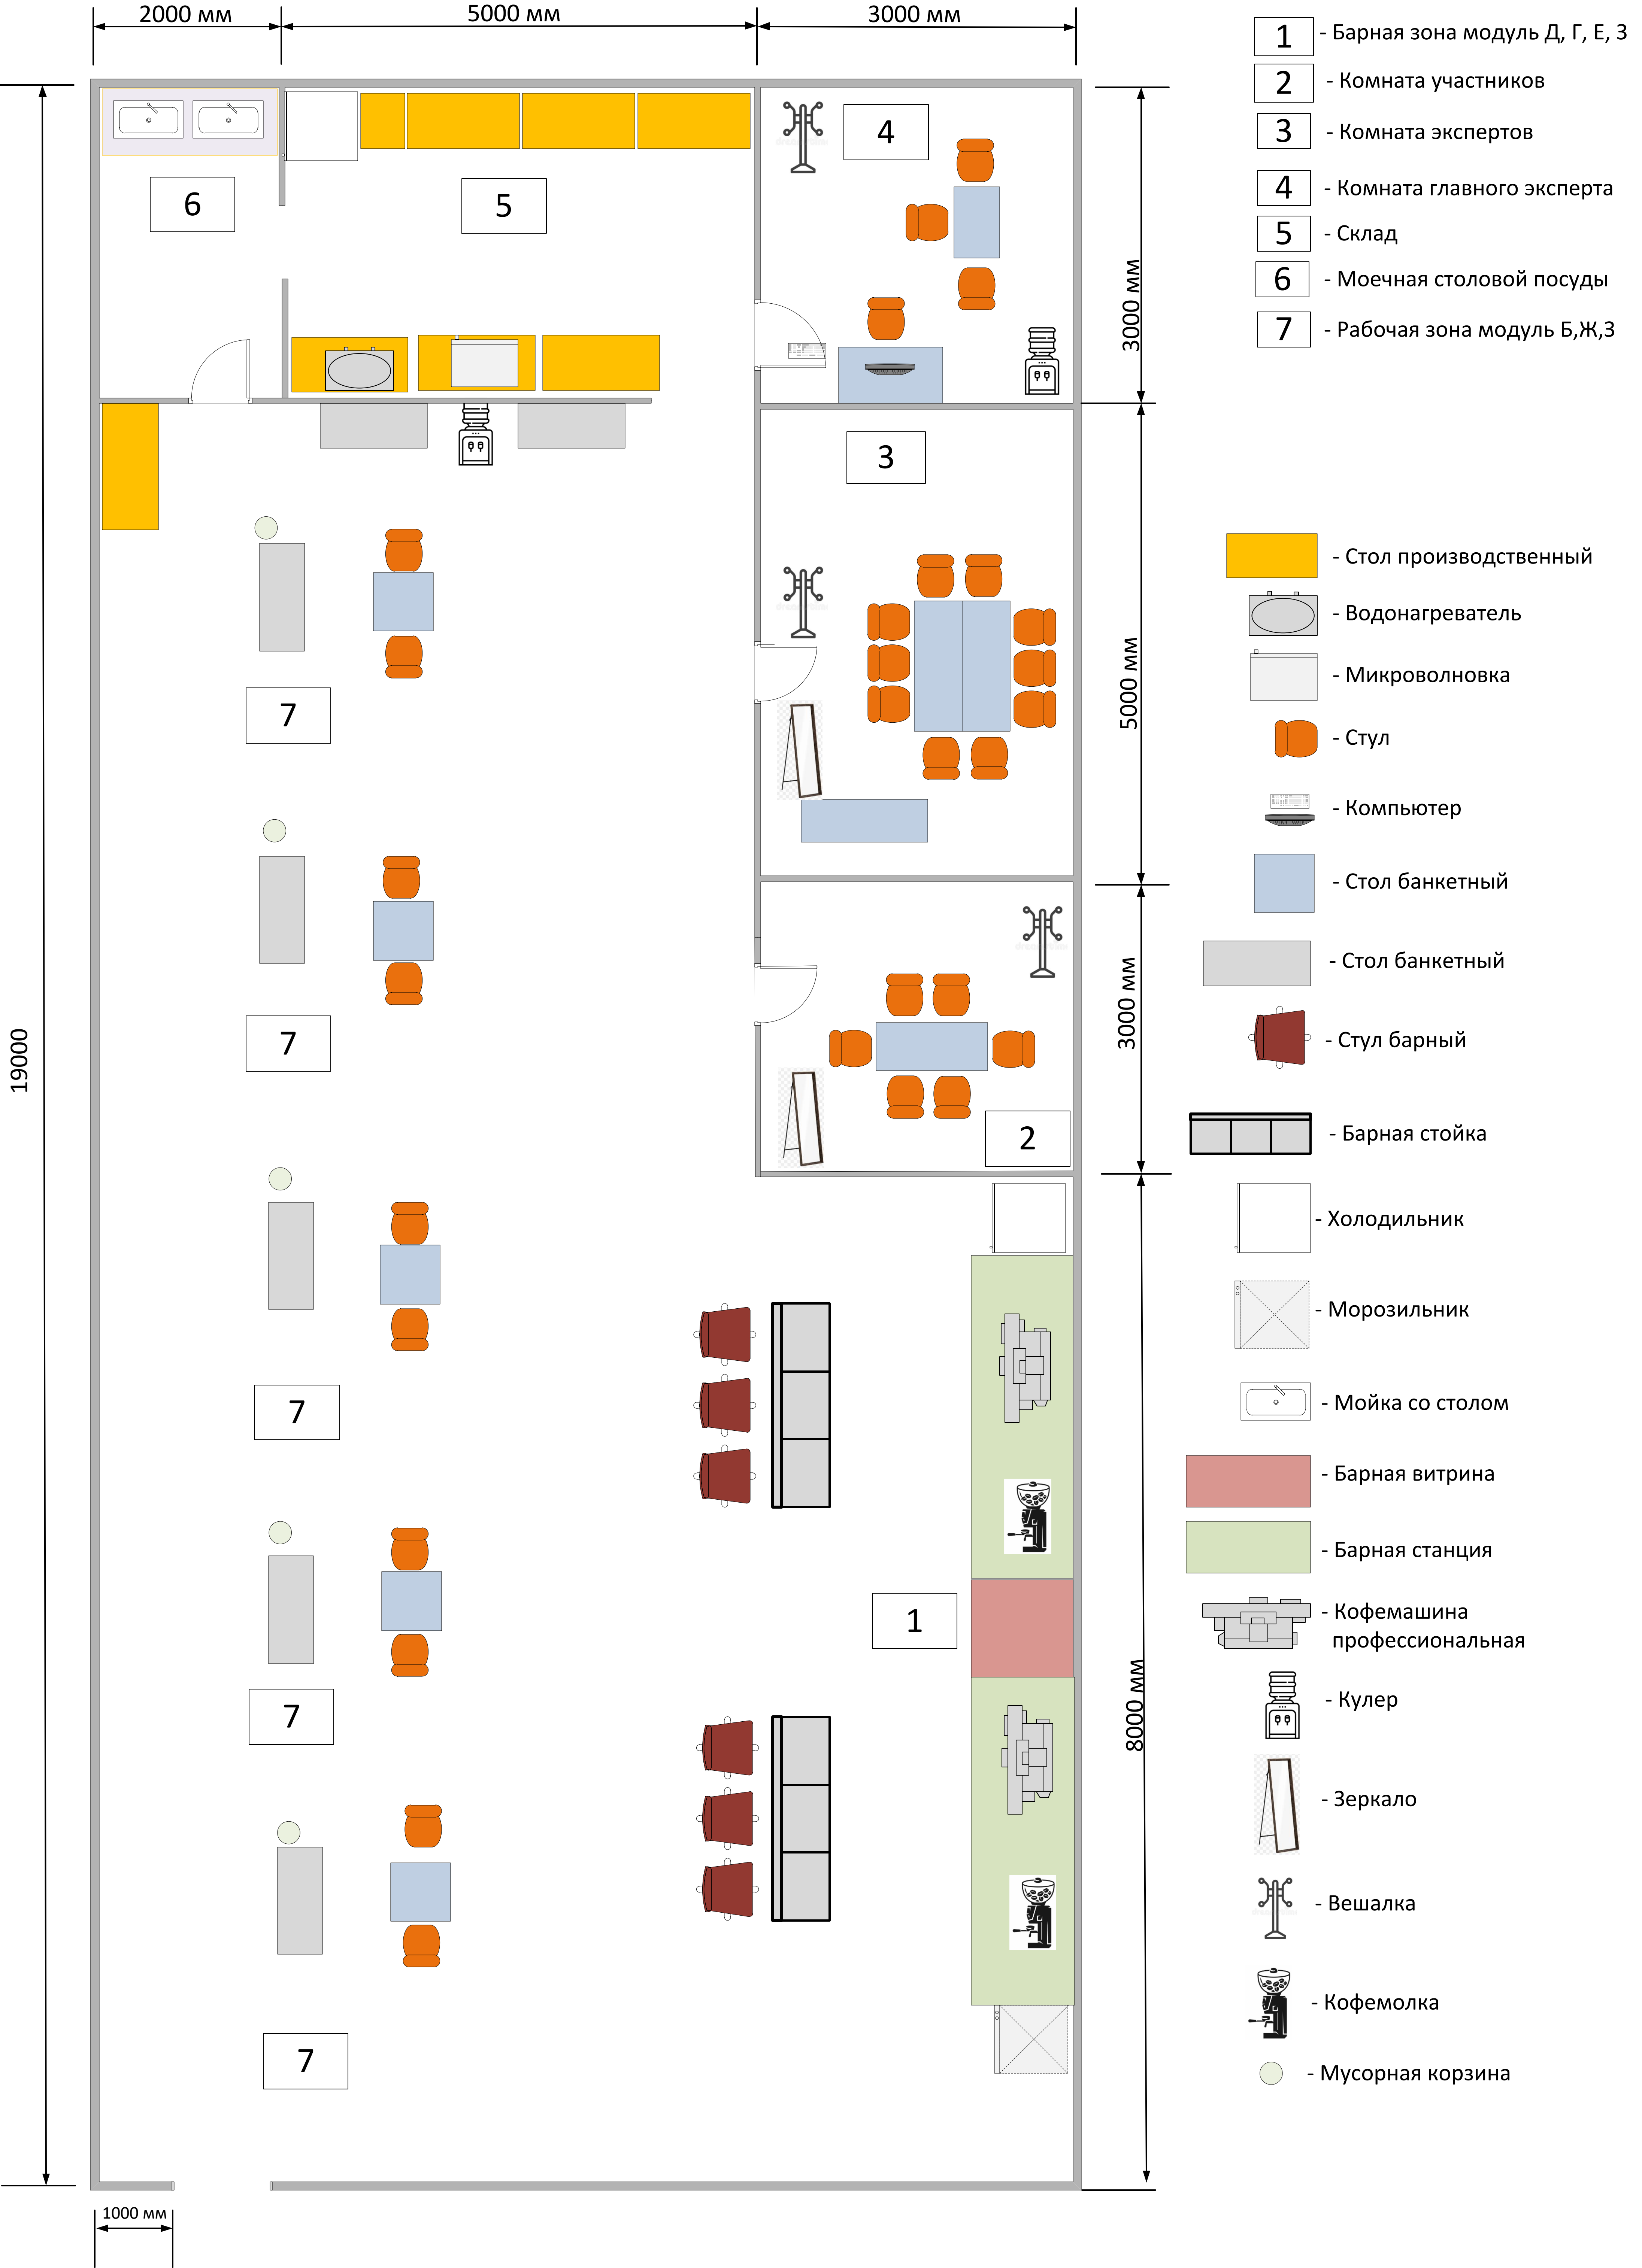 2000 мм
5000 мм
3000 мм
1 - Барная зона модуль Д, Г, Е, З
2 - Комната участников
3 - Комната экспертов
4 - Комната главного эксперта
5 - Склад
6 - Моечная столовой посуды
7 - Рабочая зона модуль Б,Ж,З
4
6
5
3000 мм
3
5000 мм
7
7
3000 мм
2
19000
7
1
7
8000 мм
7
1000 мм
- Стол производственный
- Водонагреватель
- Микроволновка
- Стул
- Компьютер
- Стол банкетный
- Стол банкетный
- Стул барный
- Барная стойка
- Холодильник
- Морозильник
- Мойка со столом
- Барная витрина
- Барная станция
- Кофемашина
профессиональная
- Кулер
- Зеркало
- Вешалка
- Кофемолка
- Мусорная корзина